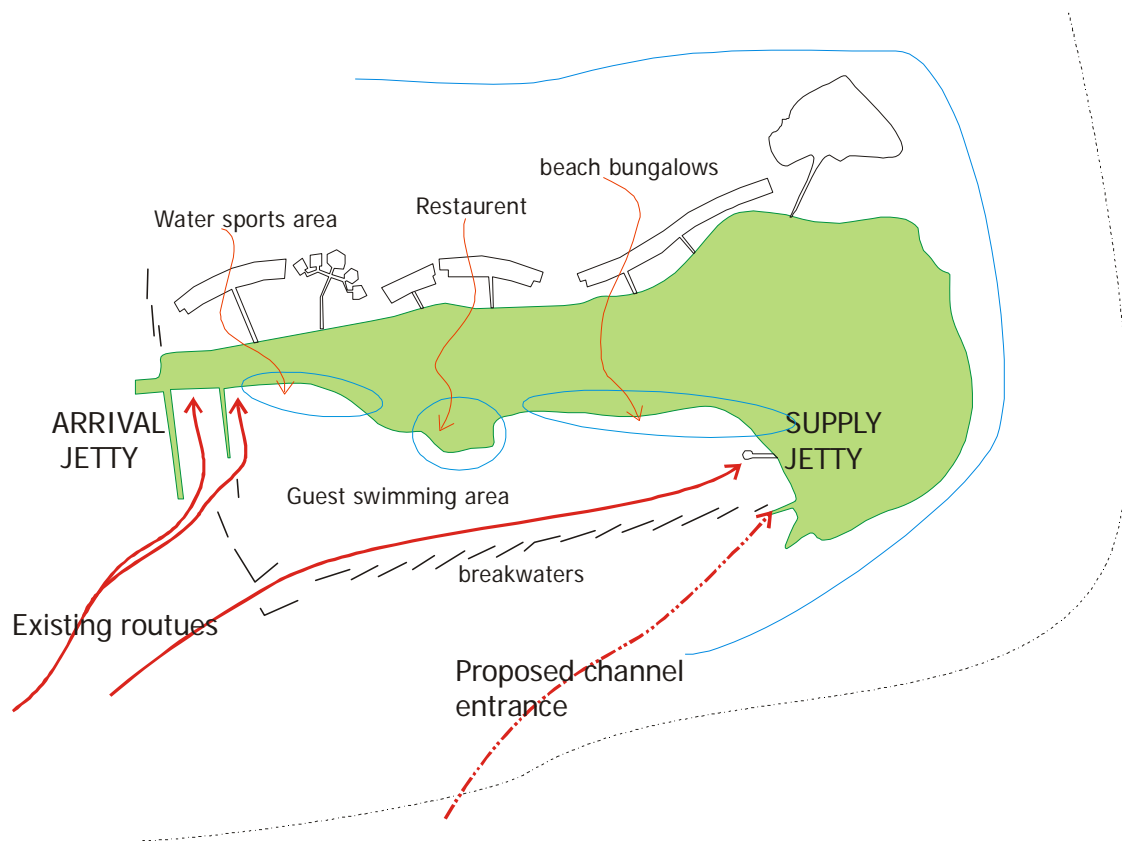 beach bungalows
Restaurent
Water sports area
ARRIVAL
JETTY
SUPPLY
JETTY
Guest swimming area
breakwaters
Existing routues
Proposed channel
entrance